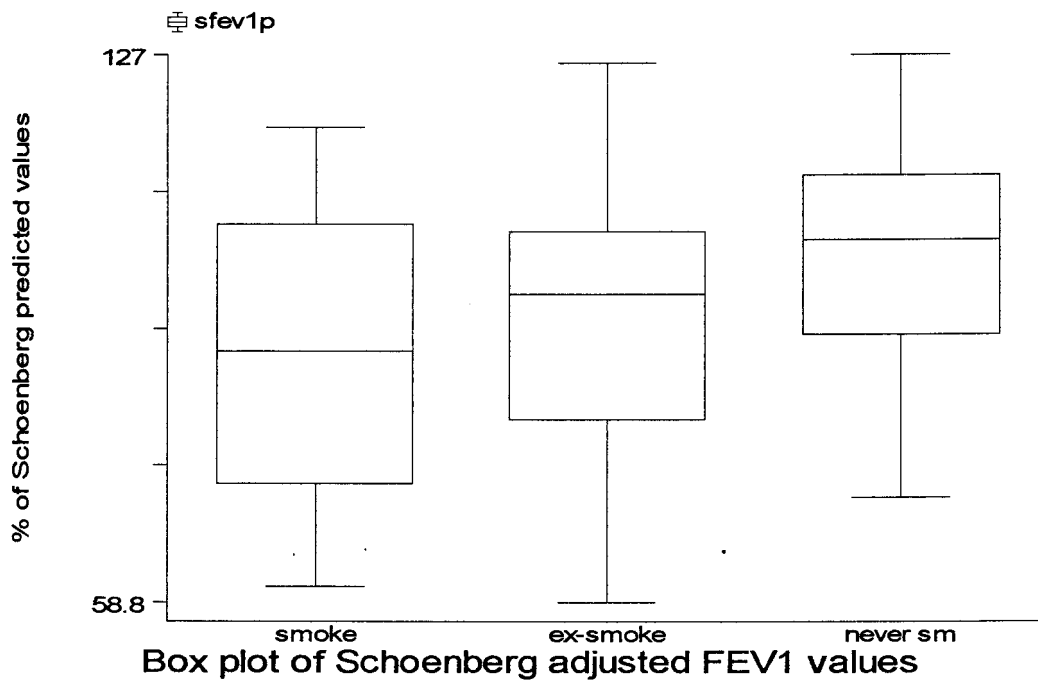 sfev1p
127
% of Schoenberg predicted values
58.8
smoke ex-smoke never sm
Box plot of Schoenberg adjusted FEV1 values